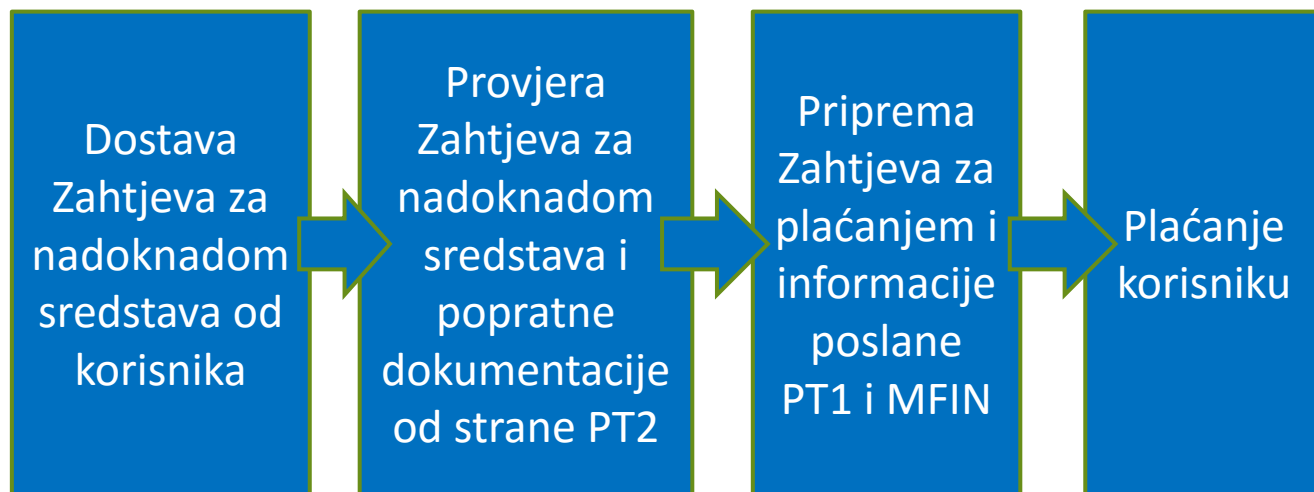 Dostava
Zahtjeva za
nadoknadom
sredstava od
korisnika
Provjera
Zahtjeva za
nadoknadom
sredstava i
popratne
dokumentacije
od strane PT2
Priprema
Zahtjeva za
plaćanjem i
informacije
poslane
PT1 i MFIN
Plaćanje
korisniku